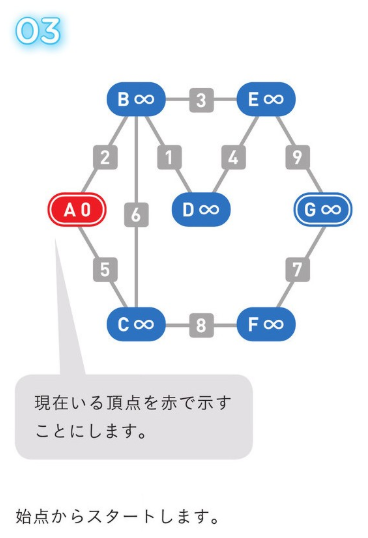 03
B ∞
3
E ∞
2
1
4
9
A 0
6
D ∞
G ∞
5
7
C ∞
8
F ∞
現在いる頂点を赤で示す
ことにします。
始点からスタートします。